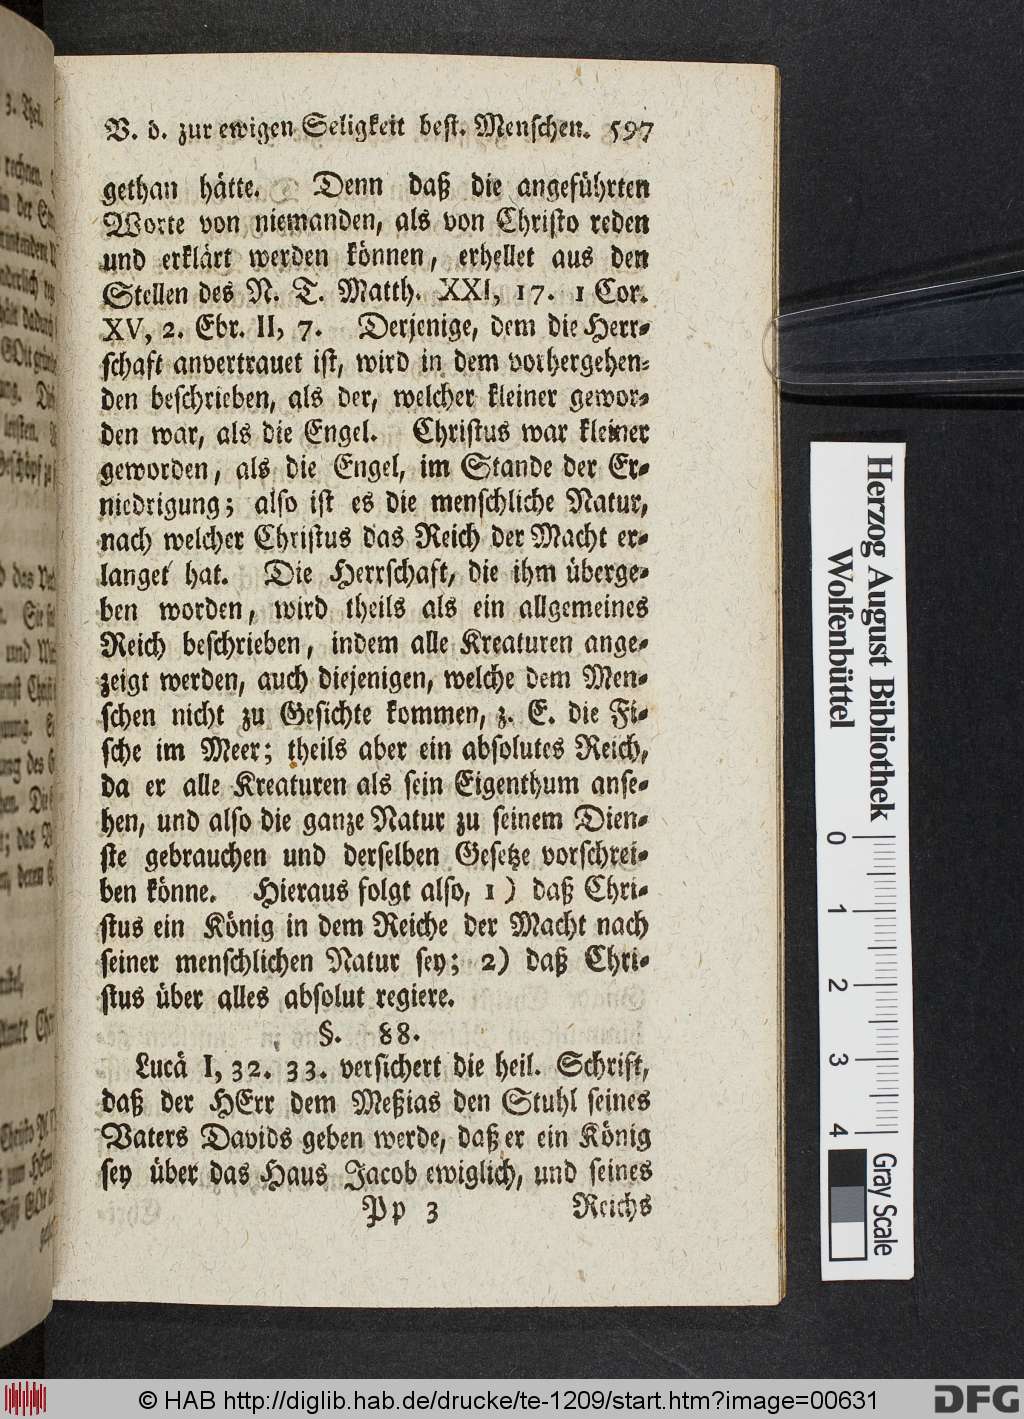 V. d. zur ewigen Seligkeit best. Menschen. 597
gethan hätte. Denn daß die angeführten
Worte von niemanden, als von Christo reden
und erklärt werden können, erhellet aus den
Stellen des N. T. Matth. XXI, 17. 1 Cor.
XV, 2. Ebr. II, 7. Derjenige, dem die Herr-
schaft anvertrauet ist, wird in dem vorhergehen-
den beschrieben, als der, welcher kleiner gewor-
den war, als die Engel. Christus war kleiner
geworden, als die Engel, im Stande der Er-
niedrigung; also ist es die menschliche Natur,
nach welcher Christus das Reich der Macht er-
langet hat. Die Herrschaft, die ihm überge-
ben worden, wird theils als ein allgemeines
Reich beschrieben, indem alle Kreaturen ange-
zeigt werden, auch diejenigen, welche dem Men-
schen nicht zu Gesichte kommen, z. E. die Fi-
sche im Meer; theils aber ein absolutes Reich,
da er alle Kreaturen als sein Eigenthum anse-
hen, und also die ganze Natur zu seinem Dien-
ste gebrauchen und derselben Gesetze vorschrei-
ben könne. Hieraus folgt also, 1) daß Chri-
stus ein König in dem Reiche der Macht nach
seiner menschlichen Natur sey; 2) daß Chri-
stus über alles absolut regiere.
§. 88.
Lucä I, 32. 33. versichert die heil. Schrift,
daß der HErr dem Meßias den Stuhl seines
Vaters Davids geben werde, daß er ein König
sey über das Haus Jacob ewiglich, und seines
Pp 3 Reichs
Herzog August Bibliothek
Wolfenbüttel
0 1 2 3 4
Gray Scale
© HAB http://diglib.hab.de/drucke/te-1209/start.htm?image=00631
DFG